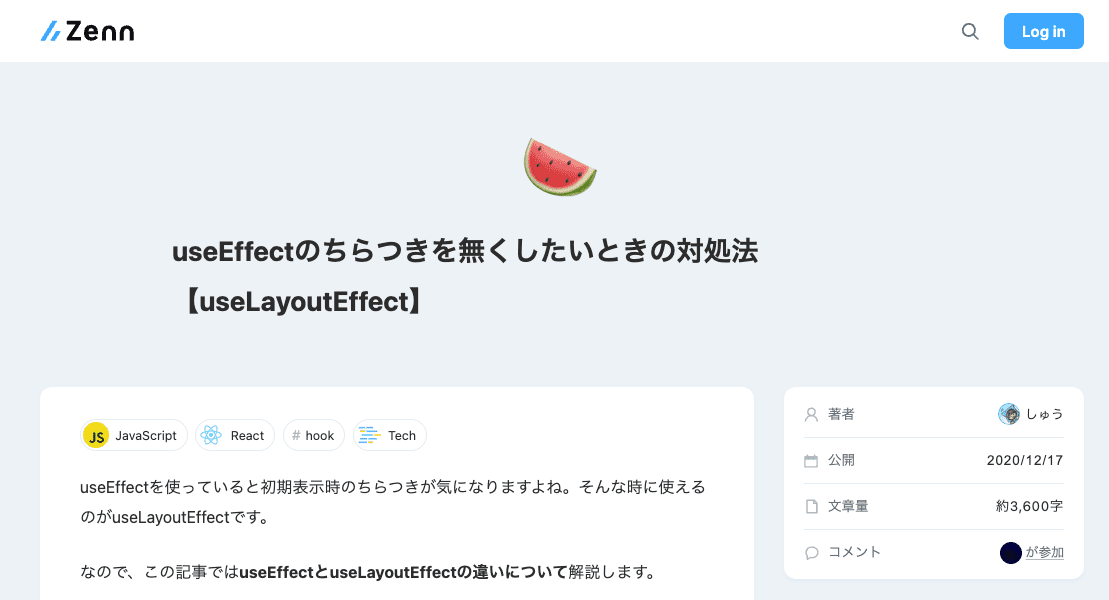 Zenn
Log in
useEffectのちらつきを無くしたいときの対処法
【useLayoutEffect】
JS JavaScript React # hook Tech
useEffectを使っていると初期表示時のちらつきが気になりますよね。そんな時に使える
のがuseLayoutEffectです。
なので、この記事ではuseEffectとuseLayoutEffectの違いについて解説します。
著者 しゅう
公開 2020/12/17
文章量 約3,600字
コメント が参加